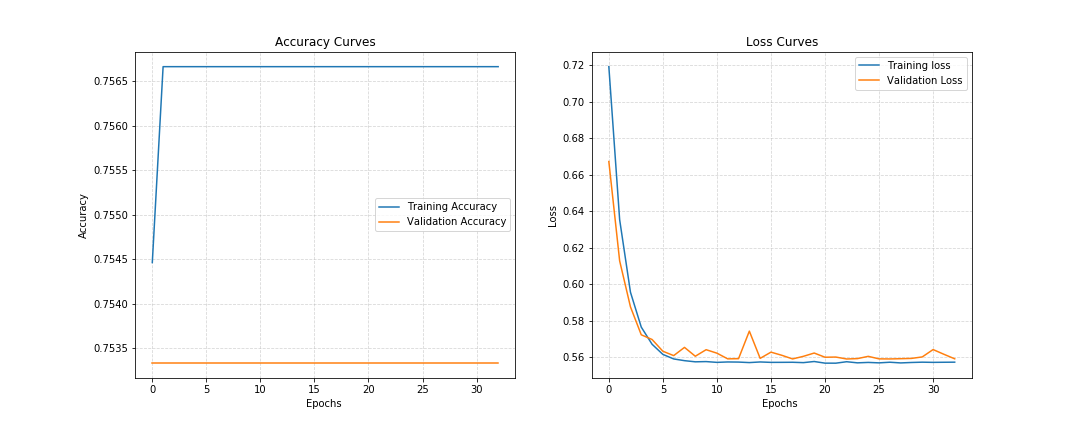 Accuracy Curves
0.7565
0.7560
0.7555
0.7550
0.7545
0.7540
0.7535
Accuracy
Training Accuracy
Validation Accuracy
0 5 10 15 20 25 30
Epochs
Loss Curves
0.72
0.70
0.68
0.66
0.64
0.62
0.60
0.58
0.56
Loss
Training loss
Validation Loss
0 5 10 15 20 25 30
Epochs